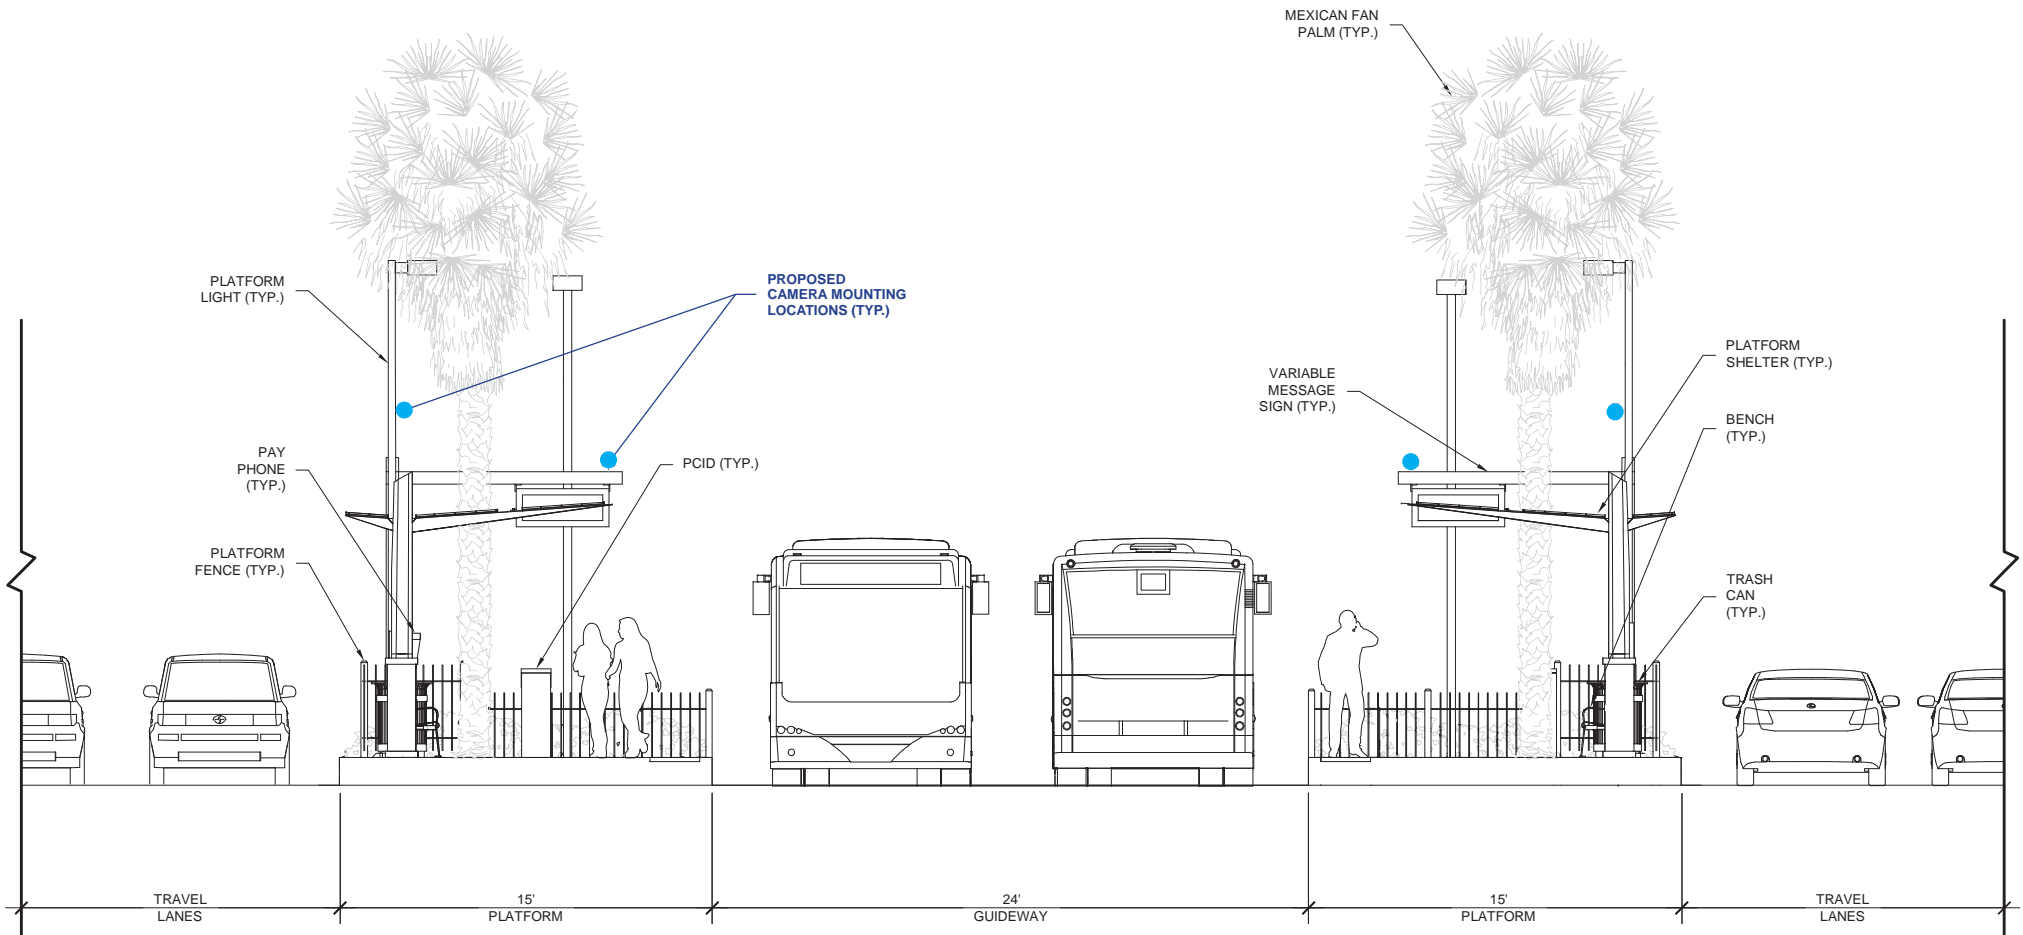 MEXICAN FAN
PALM (TYP.)
PLATFORM
LIGHT (TYP.)
PROPOSED
CAMERA MOUNTING
LOCATIONS (TYP.)
PLATFORM
SHELTER (TYP.)
VARIABLE
MESSAGE
SIGN (TYP.)
BENCH
(TYP.)
PAY
PHONE
(TYP.)
PCID (TYP.)
PLATFORM
FENCE (TYP.)
TRASH
CAN
(TYP.)
TRAVEL
LANES
15'
PLATFORM
24'
GUIDEWAY
15'
PLATFORM
TRAVEL
LANES